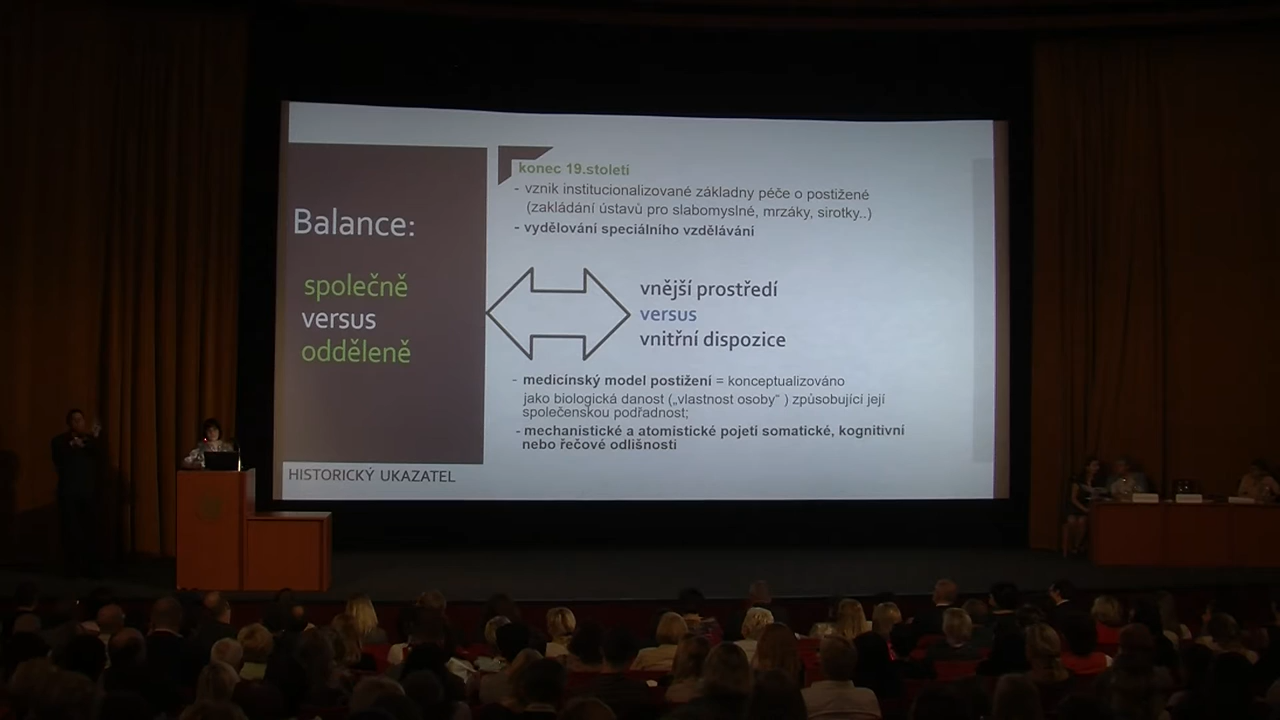 Balance:
společně
versus
odděleně
HISTORICKÝ UKAZATEL
konec 19.století
- vznik institucionalizované základny péče o postižené
(zakládání ústavů pro slabomyslné, mrzáky, sirotky..)
- vydělování speciálního vzdělávání
vnější prostředí
versus
vnitřní dispozice
- medicínský model postižení = konceptualizováno
jako biologická danost („vlastnost osoby“ ) způsobující její
společenskou podřadnost;
- mechanistické a atomistické pojetí somatické, kognitivní
nebo řečové odlišnosti